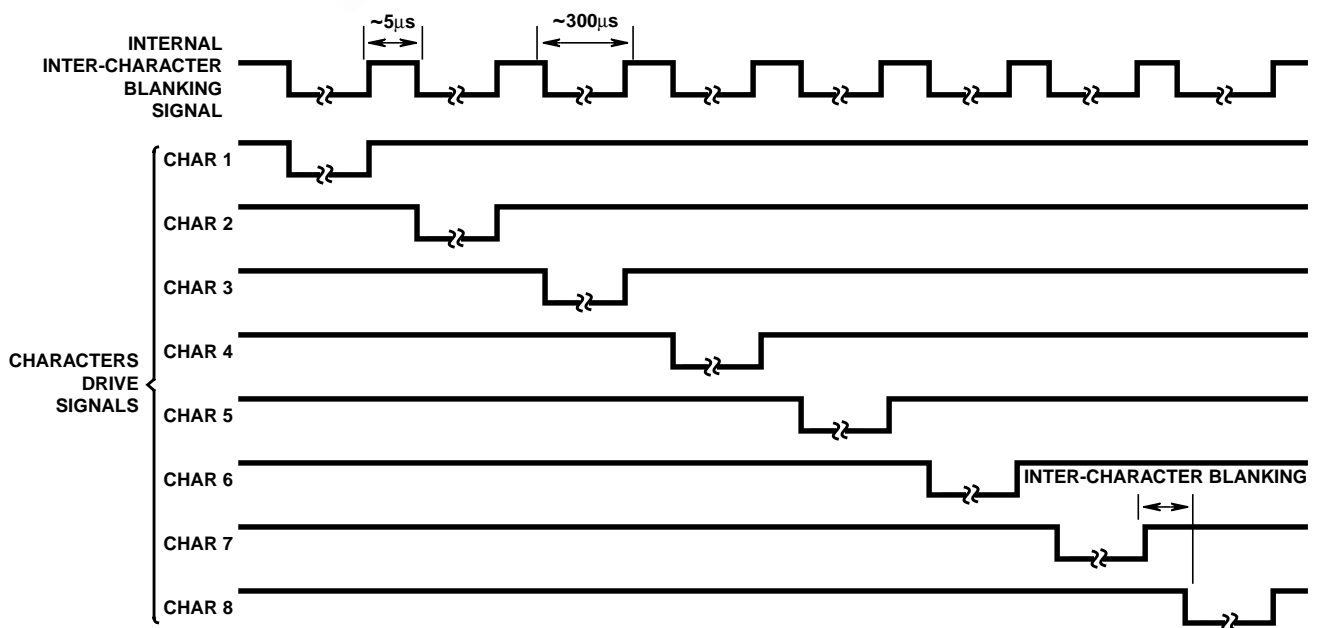 ~5μs
~300μs
INTERNAL
INTER-CHARACTER
BLANKING
SIGNAL
CHAR 1
CHAR 2
CHAR 3
CHAR 4
CHARACTERS
DRIVE
SIGNALS
CHAR 5
CHAR 6
INTER-CHARACTER BLANKING
CHAR 7
CHAR 8